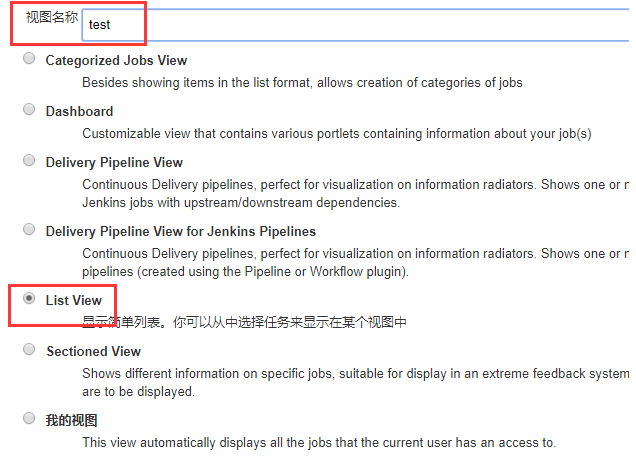 视图名称 test
Categorized Jobs View
Besides showing items in the list format, allows creation of categories of jobs
Dashboard
Customizable view that contains various portlets containing information about your job(s)
Delivery Pipeline View
Continuous Delivery pipelines, perfect for visualization on information radiators. Shows one or
Jenkins jobs with upstream/downstream dependencies.
Delivery Pipeline View for Jenkins Pipelines
Continuous Delivery pipelines, perfect for visualization on information radiators. Shows one or
pipelines (created using the Pipeline or Workflow plugin).
List View
显示简单列表。你可以从中选择任务来显示在某个视图中
Sectioned View
Shows different information on specific jobs, suitable for display in an extreme feedback system
are to be displayed.
我的视图
This view automatically displays all the jobs that the current user has an access to.